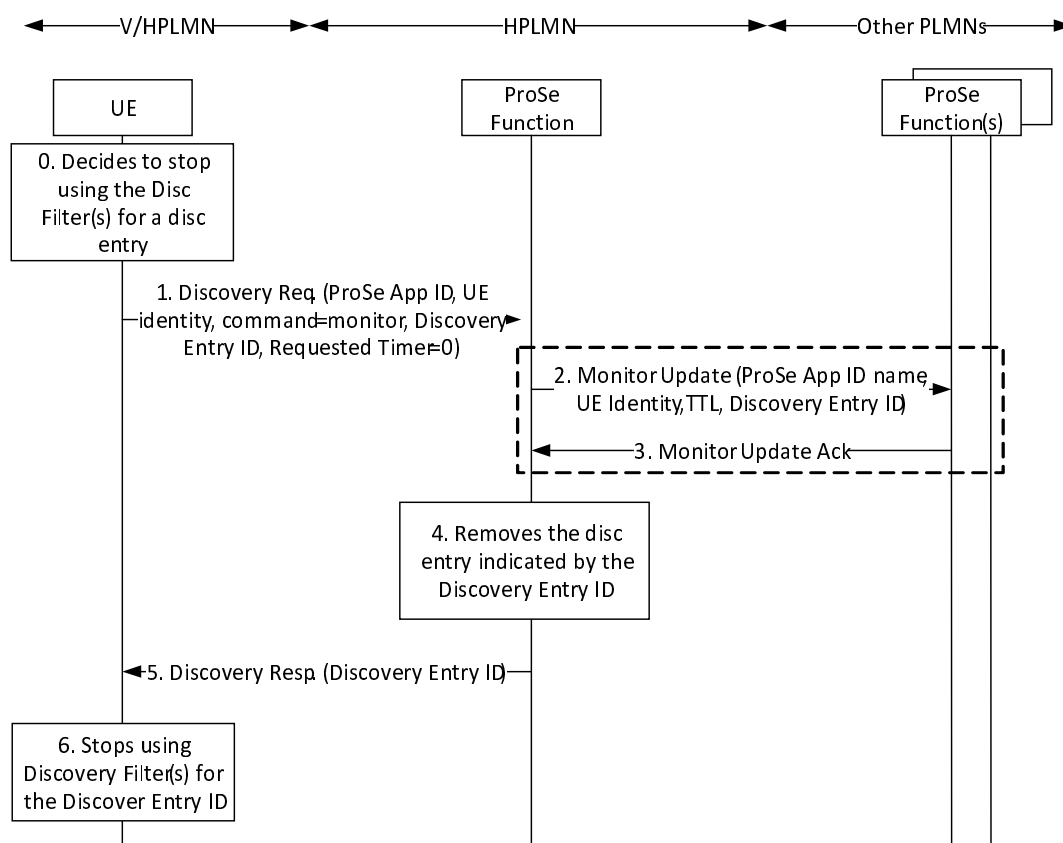 V/HPLMN
HPLMN
Other PLMNs
UE
ProSe
Function
ProSe
Function(s)
0. Decides to stop
using the Disc
Filter(s) for a disc
entry
1. Discovery Req. (ProSe App ID, UE
identity, command=monitor, Discovery
Entry ID, Requested Timer=0)
2. Monitor Update (ProSe App ID name,
UE Identity,TTL, Discovery Entry ID)
3. Monitor Update Ack
4. Removes the disc
entry indicated by the
Discovery Entry ID
5. Discovery Resp. (Discovery Entry ID)
6. Stops using
Discovery Filter(s) for
the Discover Entry ID